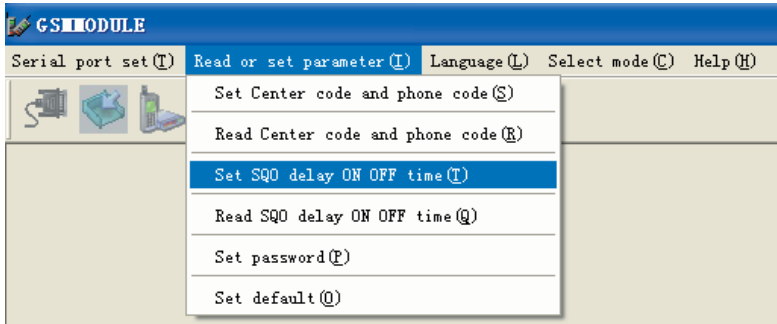 GSMMODULE
Serial port set(T) Read or set parameter(I) Language(L) Select mode(C) Help(H)
Set Center code and phone code(S)
Read Center code and phone code(R)
Set SQO delay ON OFF time(T)
Read SQO delay ON OFF time(Q)
Set password(P)
Set default(O)